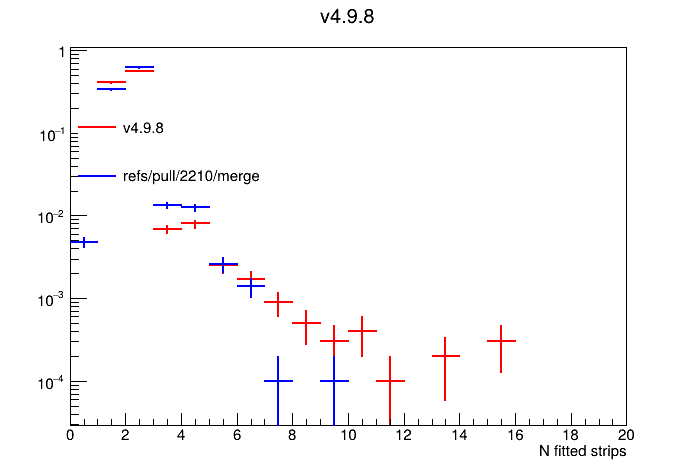 v4.9.8
1
10⁻¹
10⁻²
10⁻³
10⁻⁴
v4.9.8
refs/pull/2210/merge
0 2 4 6 8 10 12 14 16 18 20
N fitted strips